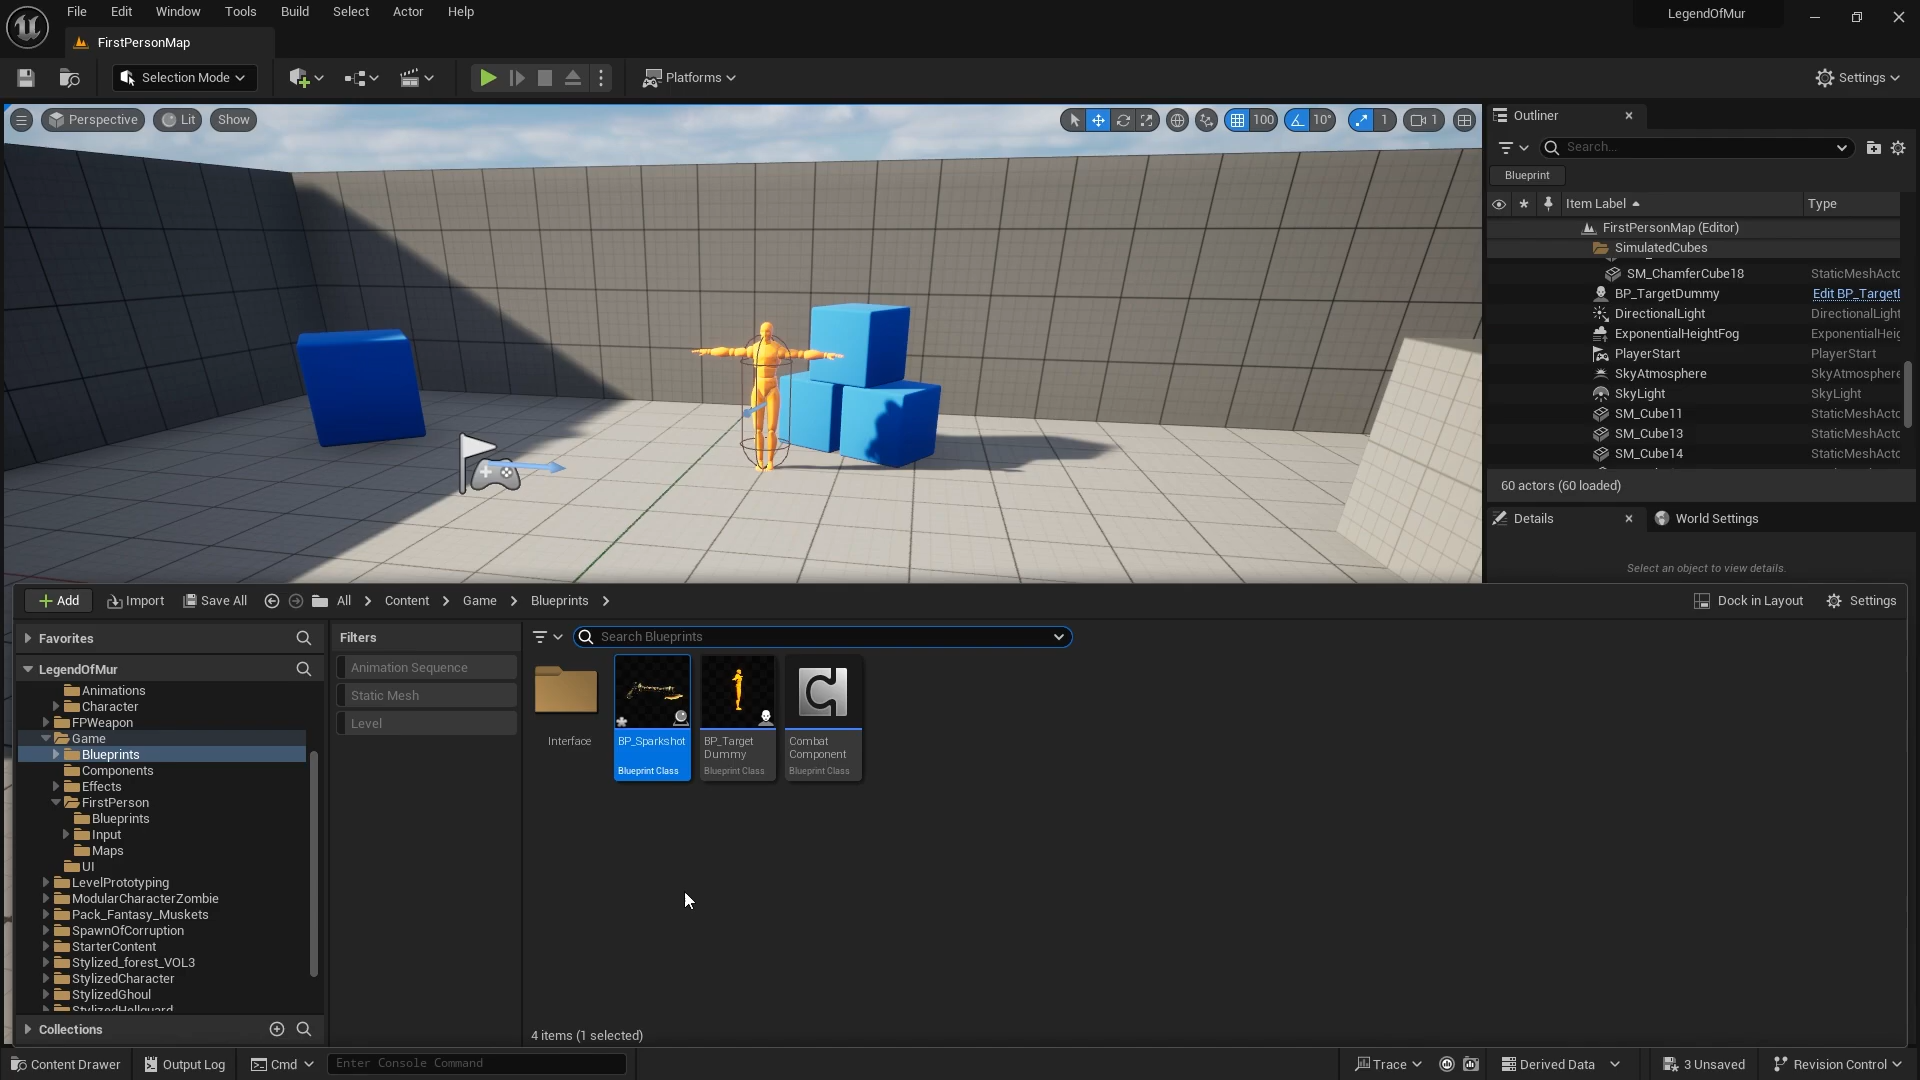 File Edit Window Tools Build Select Actor Help
LegendOfMur
FirstPersonMap
Selection Mode
Platforms
Settings
Perspective Lit Show
100 10° 1 1
Outliner
Search...
Blueprint
Item Label Type
FirstPersonMap (Editor)
SimulatedCubes
SM_ChamferCube18 StaticMeshActo
BP_TargetDummy Edit BP_Target
DirectionalLight DirectionalLight
ExponentialHeightFog ExponentialHeig
PlayerStart PlayerStart
SkyAtmosphere SkyAtmosphere
SkyLight SkyLight
SM_Cube11 StaticMeshActo
SM_Cube13 StaticMeshActo
SM_Cube14 StaticMeshActo
60 actors (60 loaded)
Details World Settings
Select an object to view details.
Add Import Save All All Content Game Blueprints
Dock in Layout Settings
Favorites
LegendOfMur
Animations
Character
FPWeapon
Game
Blueprints
Components
Effects
FirstPerson
Blueprints
Input
Maps
UI
LevelPrototyping
ModularCharacterZombie
Pack_Fantasy_Muskets
SpawnOfCorruption
StarterContent
Stylized_forest_VOL3
StylizedCharacter
StylizedGhoul
StylizedHellguard
Collections
Filters
Animation Sequence
Static Mesh
Level
Search Blueprints
Interface
BP_Sparkshot
Blueprint Class
BP_Target
Dummy
Blueprint Class
Combat
Component
Blueprint Class
4 items (1 selected)
Content Drawer Output Log Cmd Enter Console Command
Trace Derived Data 3 Unsaved Revision Control